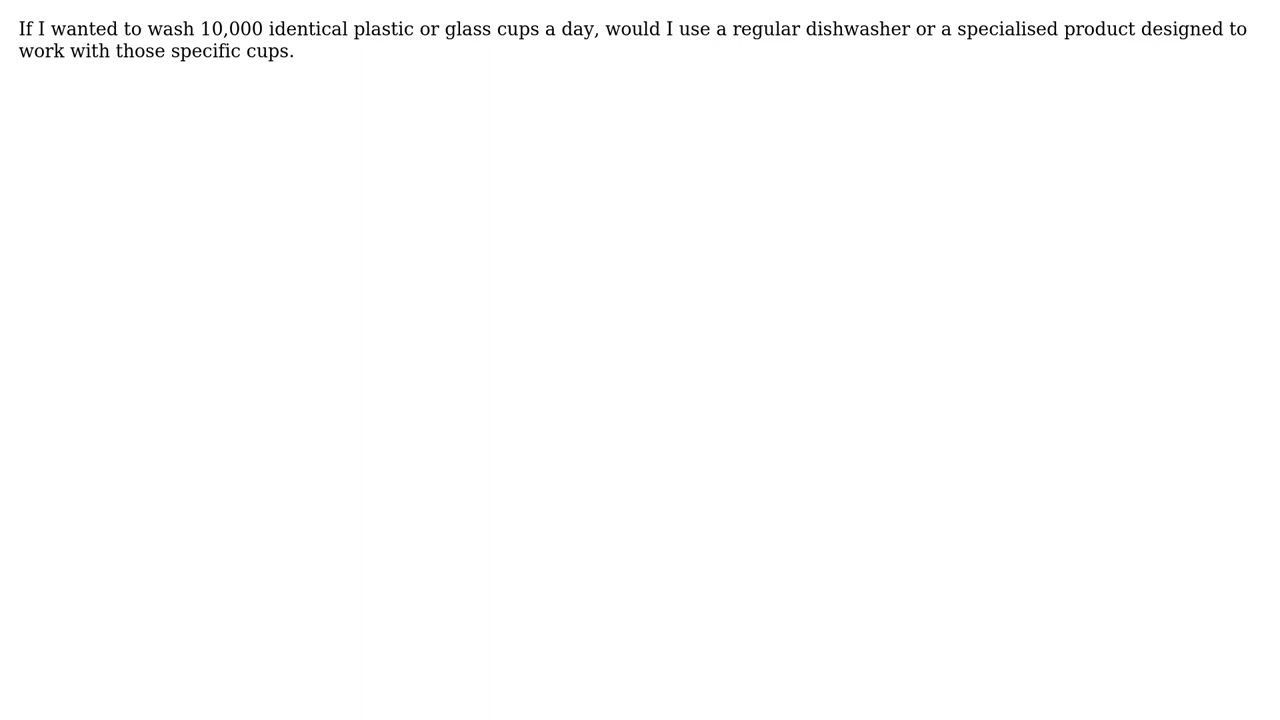 If I wanted to wash 10,000 identical plastic or glass cups a day, would I use a regular dishwasher or a specialised product designed to
work with those specific cups.